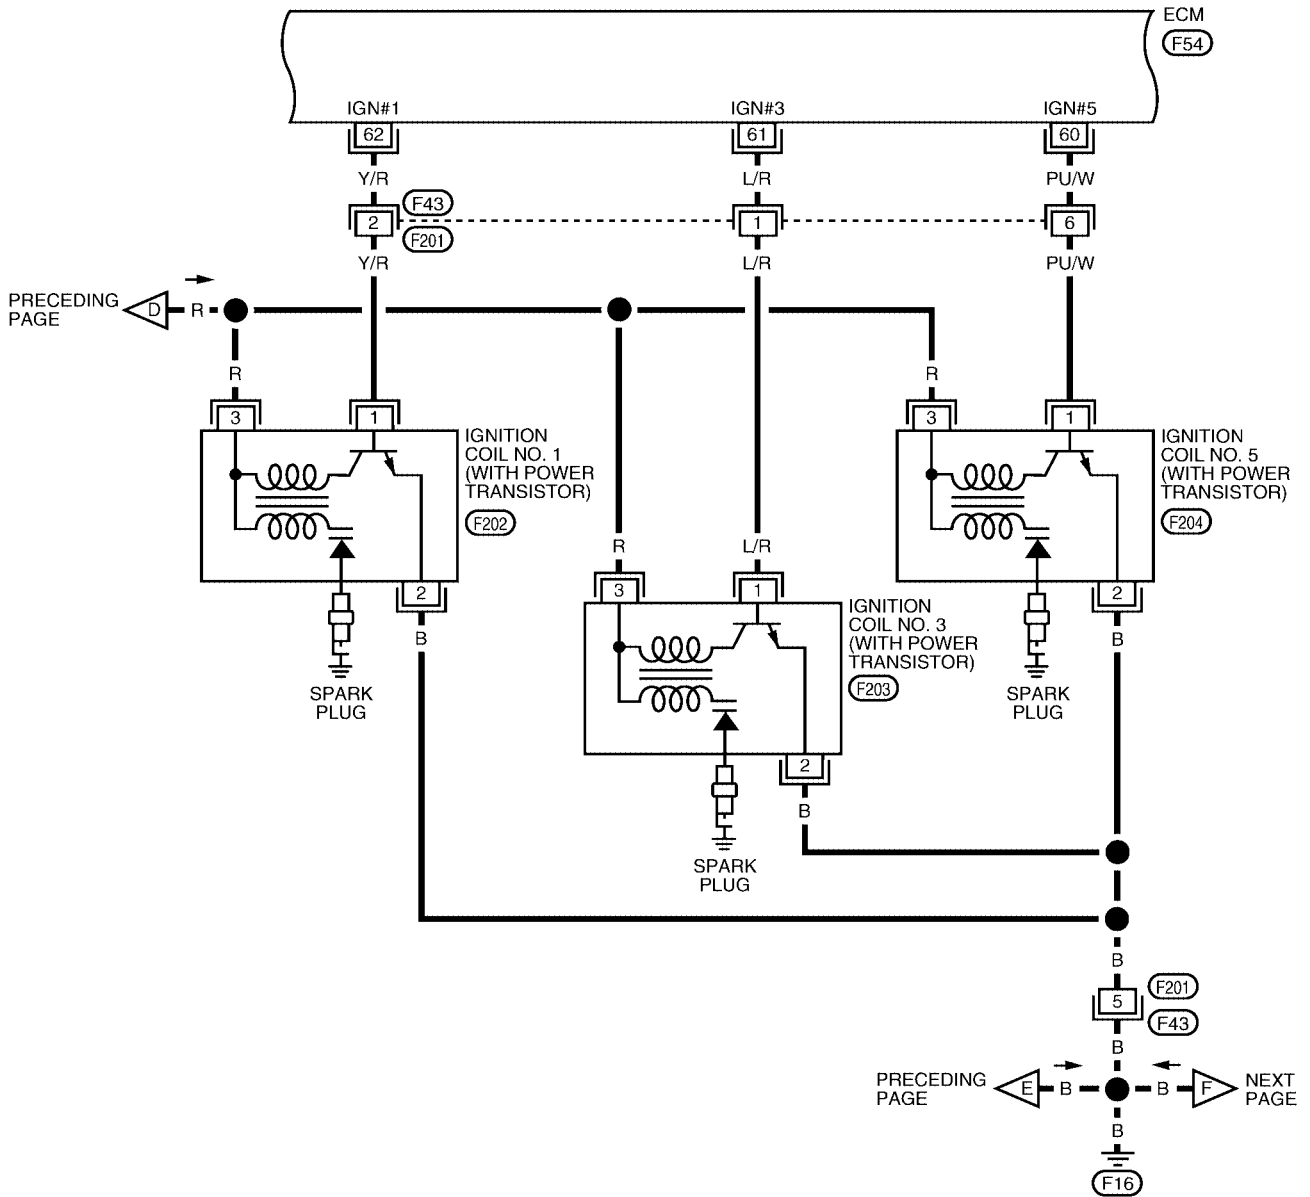 ECM
F54
IGN#1
IGN#3
IGN#5
62
61
60
Y/R
L/R
PU/W
F43
2
1
6
F201
Y/R
L/R
PU/W
PRECEDING
PAGE
D
R
R
R
3
1
3
1
IGNITION
COIL NO. 1
(WITH POWER
TRANSISTOR)
F202
IGNITION
COIL NO. 5
(WITH POWER
TRANSISTOR)
F204
R
L/R
2
3
1
2
B
B
IGNITION
COIL NO. 3
(WITH POWER
TRANSISTOR)
F203
SPARK
PLUG
SPARK
PLUG
2
B
SPARK
PLUG
B
F201
5
F43
B
PRECEDING
PAGE
E
B
B
F
NEXT
PAGE
B
F16